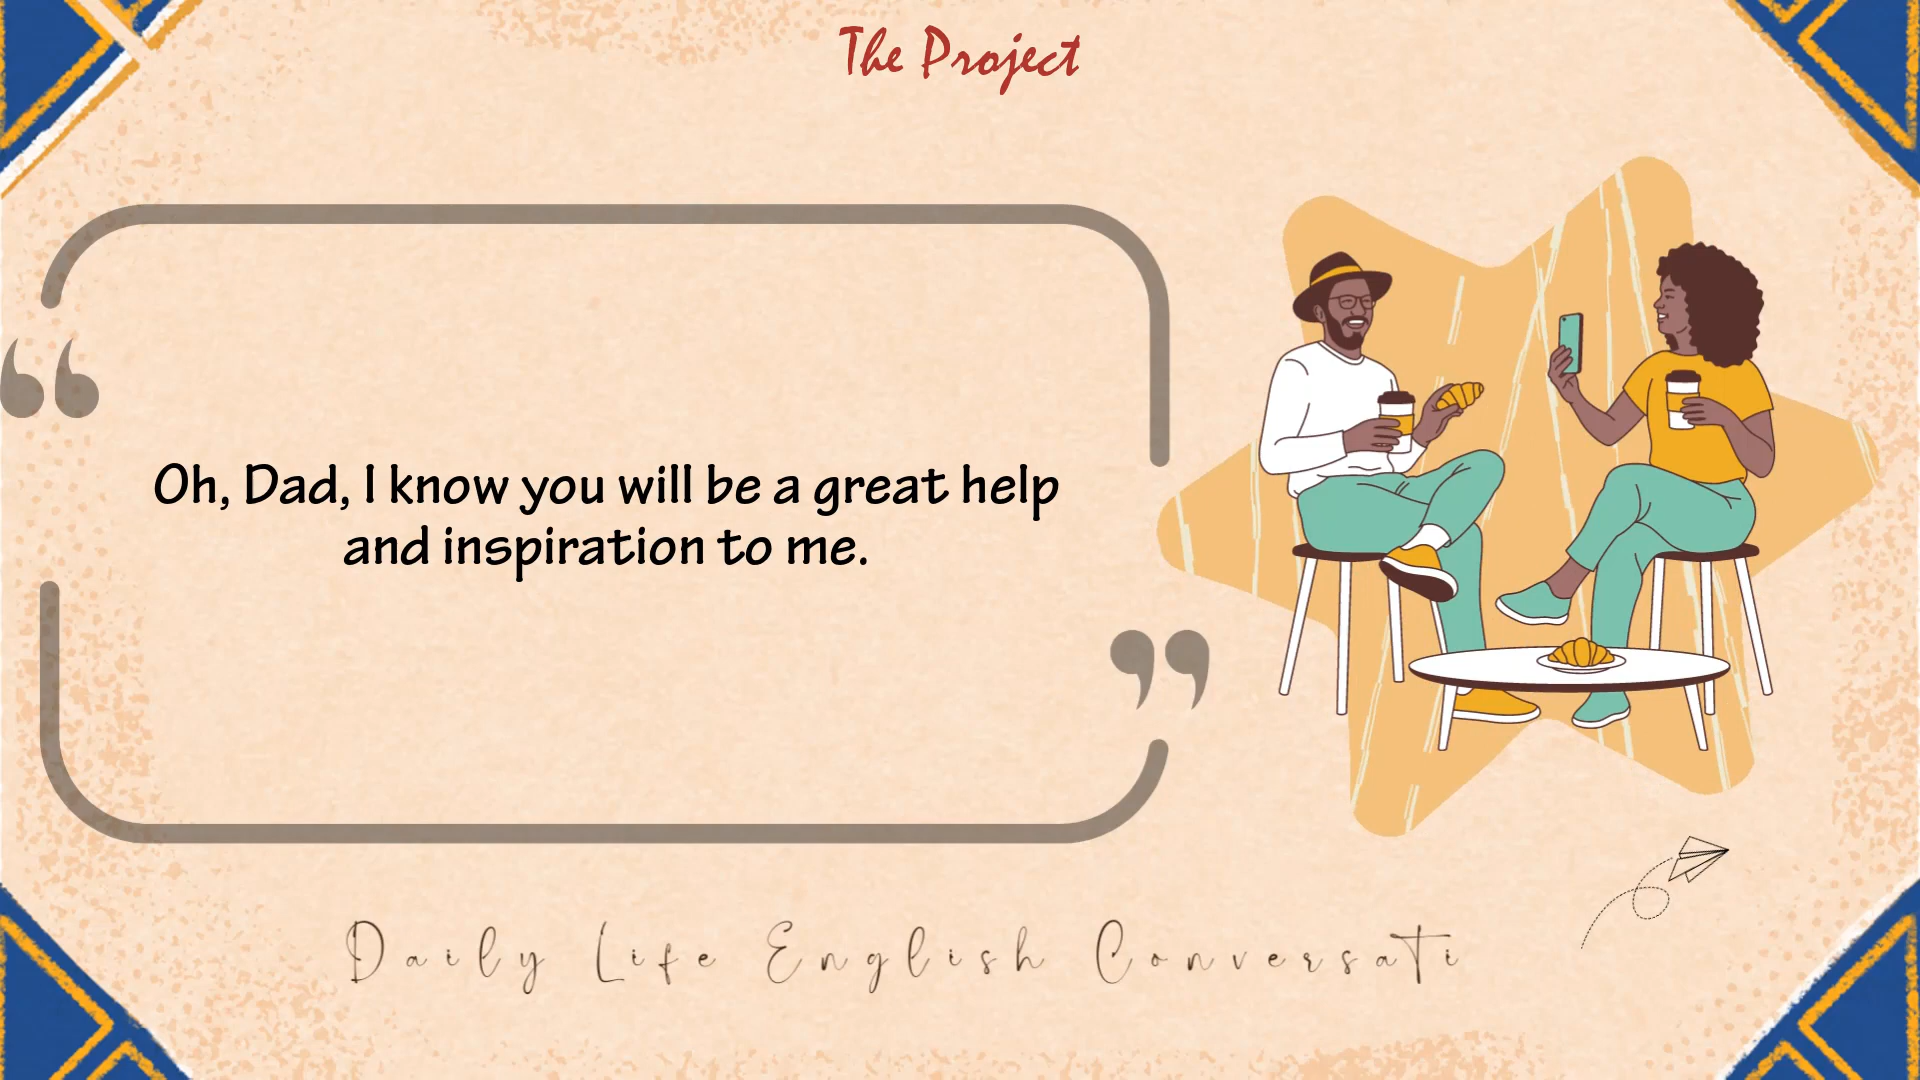 The Project
Oh, Dad, I know you will be a great help
and inspiration to me.
Daily Life English ConversaTi